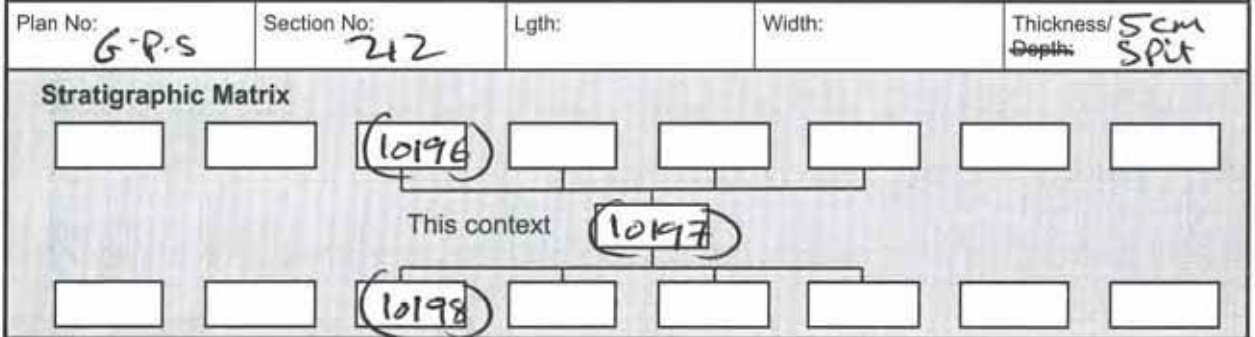 Plan No: G.P.S Section No: 212 Lgth: Width: Thickness/ Depth: 5cm Spit
Stratigraphic Matrix
(10196)
This context (10197)
(10198)